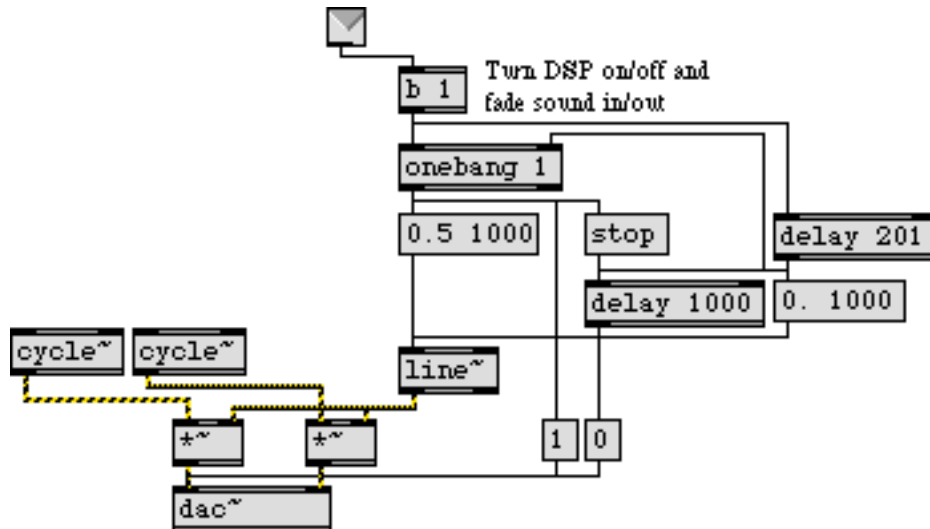 b 1
Turn DSP on/off and
fade sound in/out
onebang 1
0.5 1000
stop
delay 201
delay 1000
0. 1000
cycle~
cycle~
line~
*~
*~
1
0
dac~